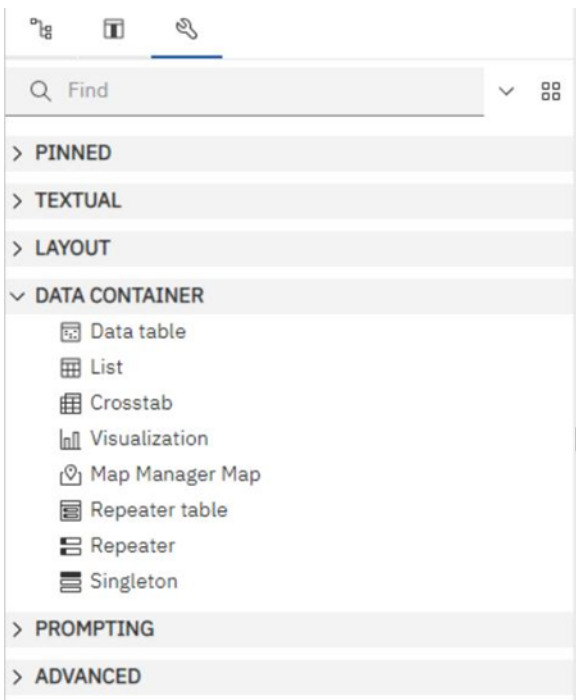 Find
PINNED
TEXTUAL
LAYOUT
DATA CONTAINER
Data table
List
Crosstab
Visualization
Map Manager Map
Repeater table
Repeater
Singleton
PROMPTING
ADVANCED